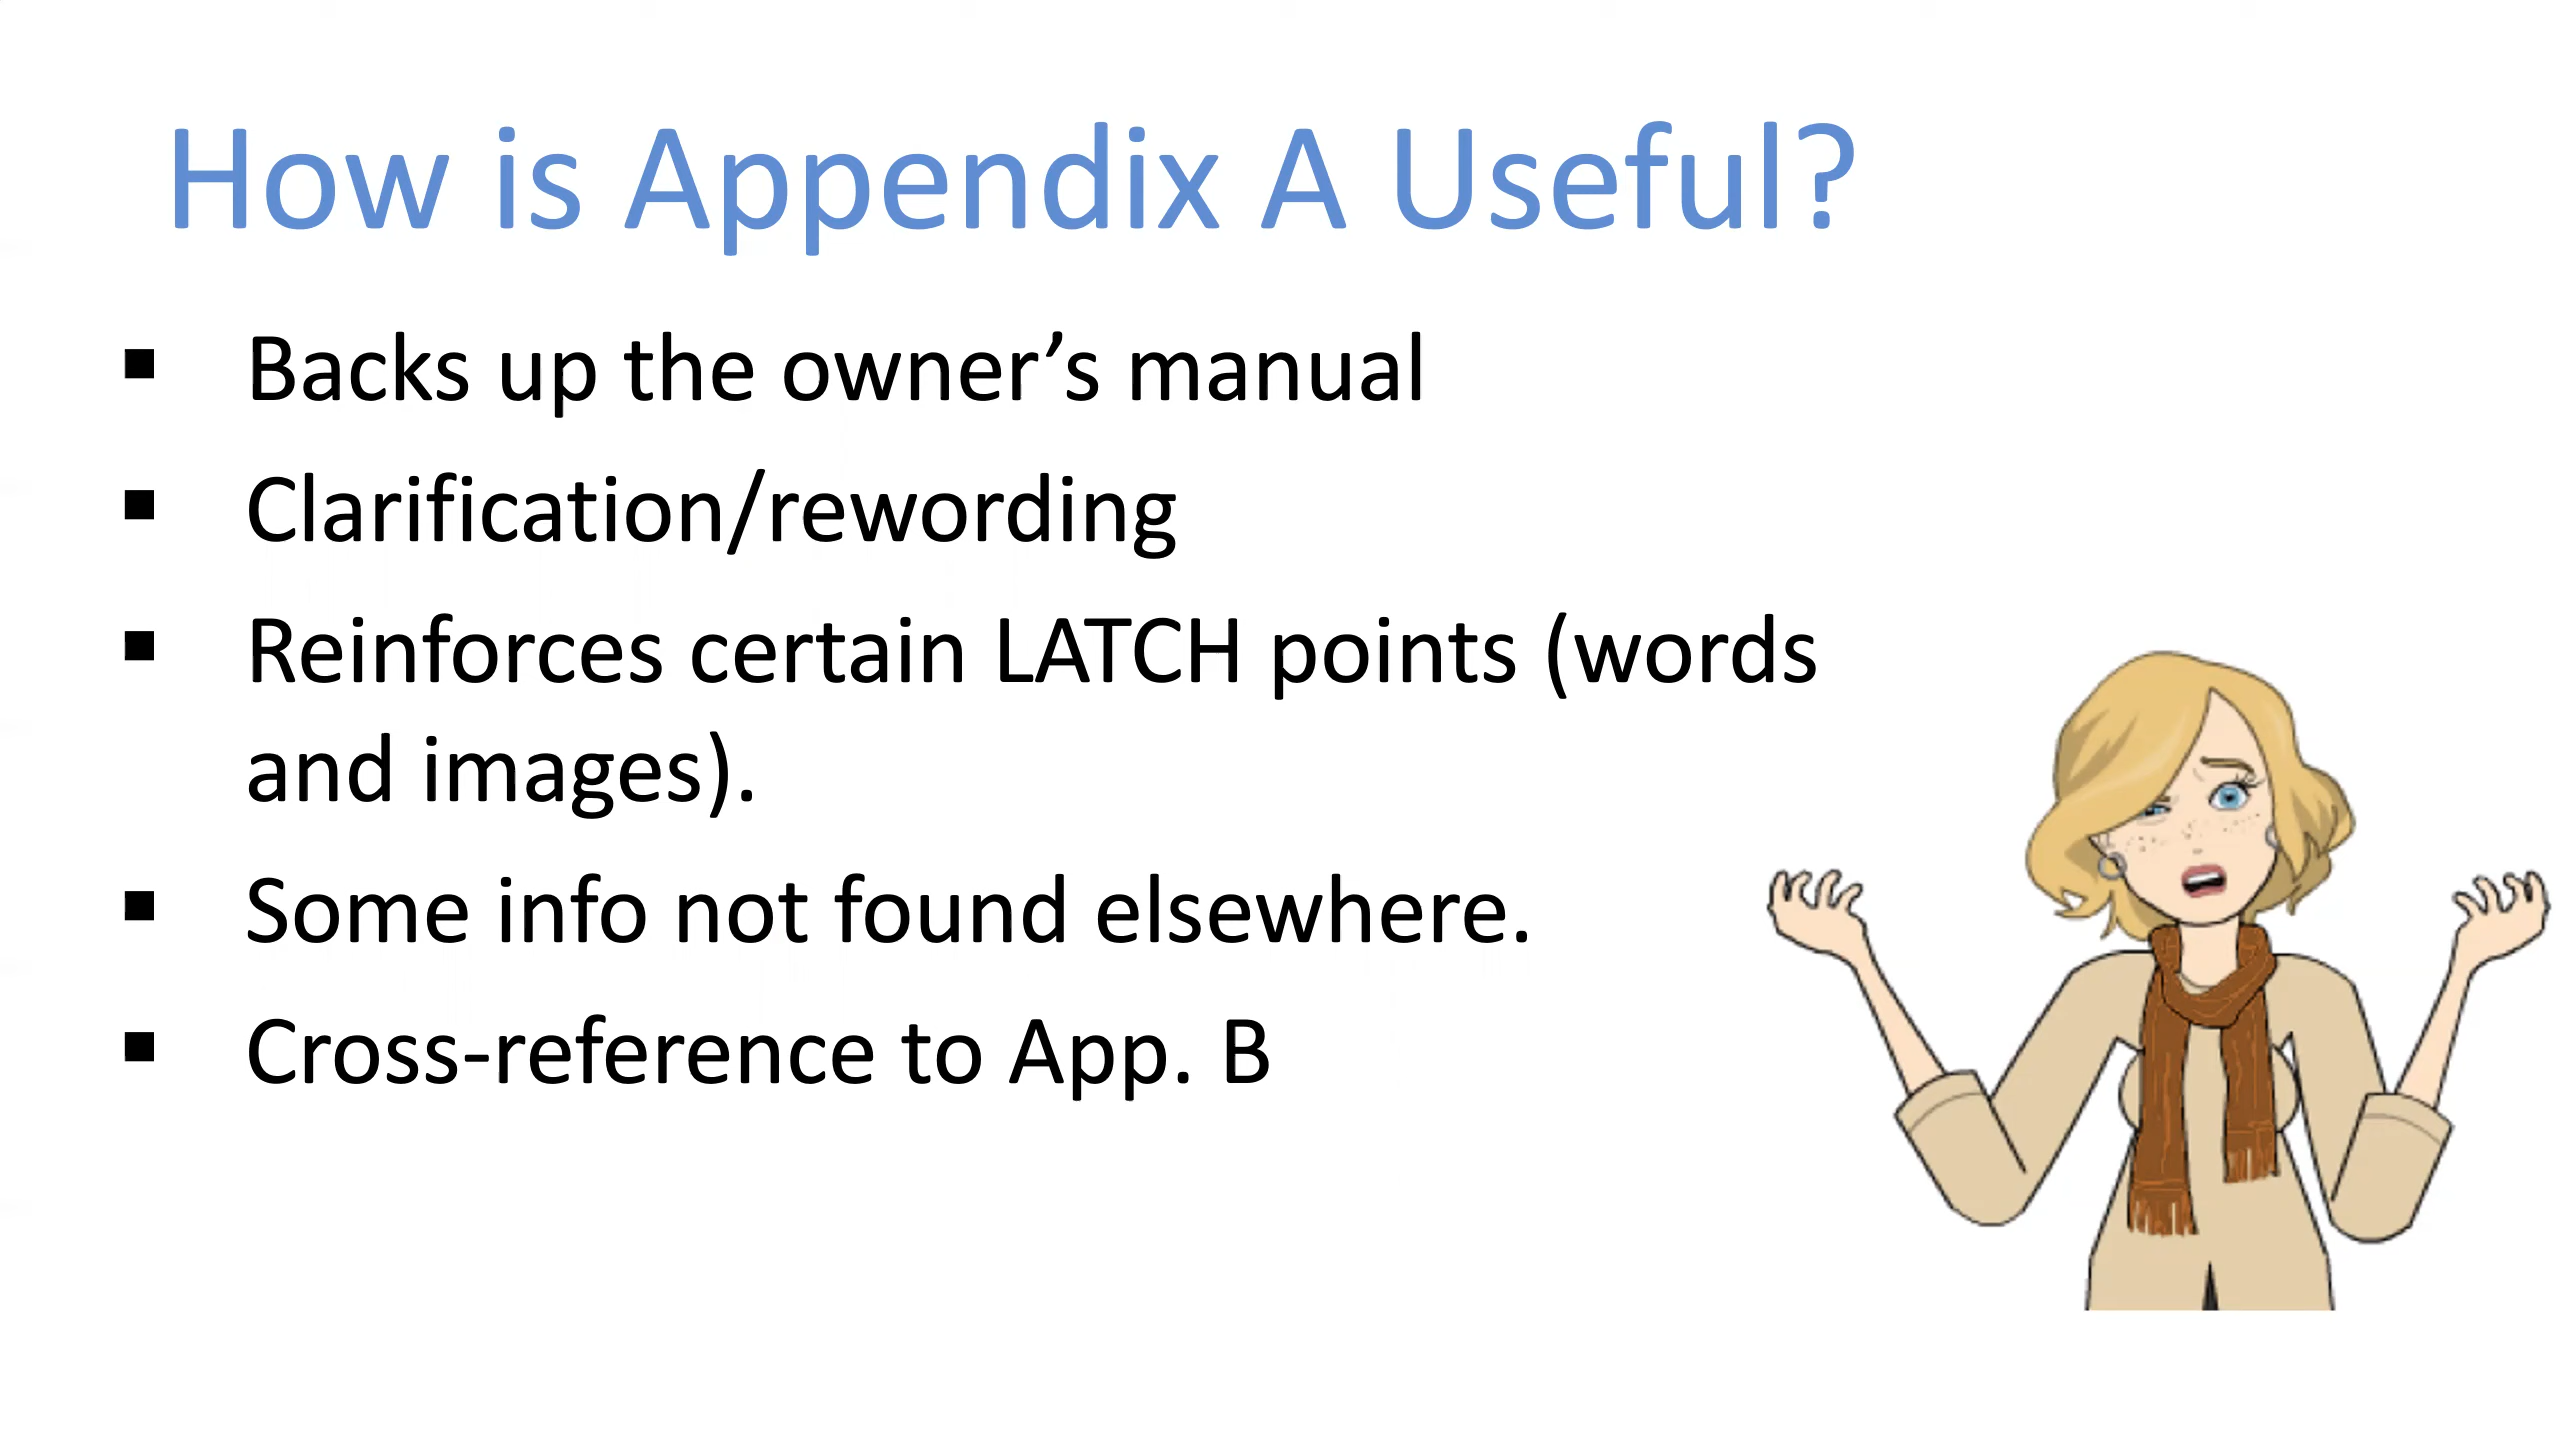 How is Appendix A Useful?
▪ Backs up the owner’s manual
▪ Clarification/rewording
▪ Reinforces certain LATCH points (words
and images).
▪ Some info not found elsewhere.
▪ Cross-reference to App. B